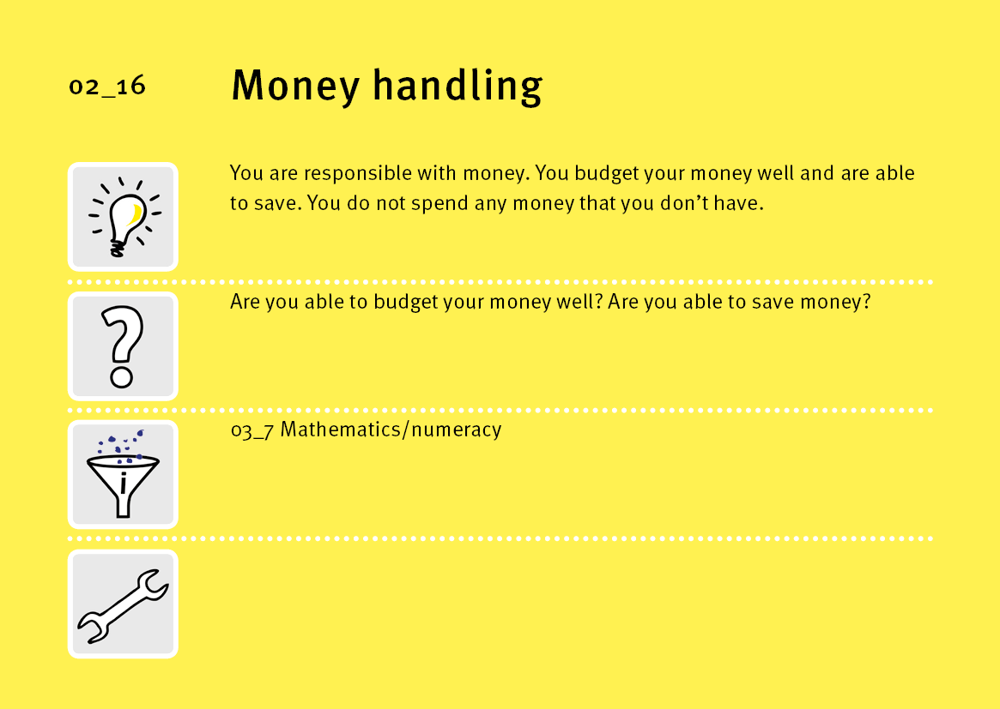 02_16
Money handling
You are responsible with money. You budget your money well and are able
to save. You do not spend any money that you don’t have.
Are you able to budget your money well? Are you able to save money?
i
03_7 Mathematics/numeracy